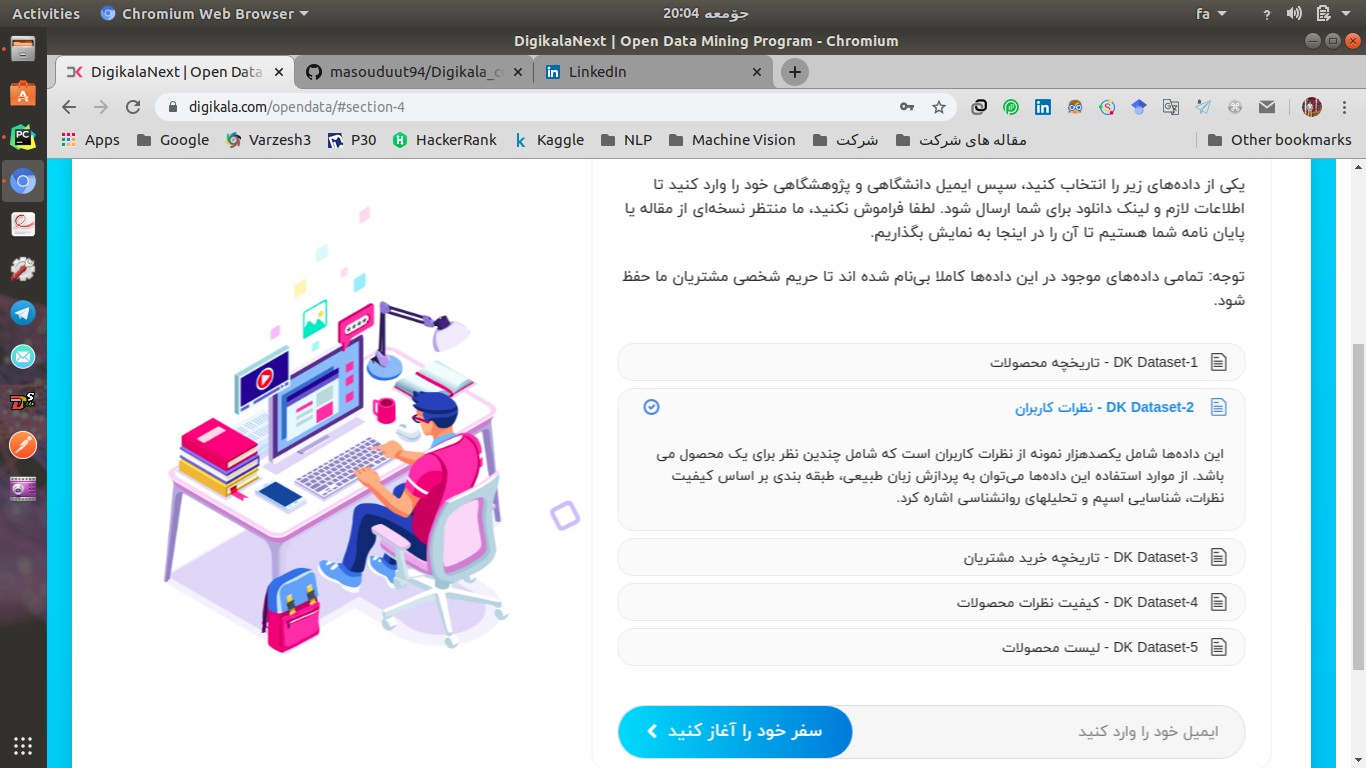 Activities
Chromium Web Browser
جۆمعه 20:04
fa
DigikalaNext | Open Data Mining Program - Chromium
DigikalaNext | Open Data
masouduut94/Digikala_c
LinkedIn
digikala.com/opendata/#section-4
Apps
Google
Varzesh3
P30
HackerRank
Kaggle
NLP
Machine Vision
شرکت
مقاله های شرکت
Other bookmarks
یکی از داده‌های زیر را انتخاب کنید، سپس ایمیل دانشگاهی و پژوهشگاهی خود را وارد کنید تا
اطلاعات لازم و لینک دانلود برای شما ارسال شود. لطفا فراموش نکنید، ما منتظر نسخه‌ای از مقاله یا
پایان نامه شما هستیم تا آن را در اینجا به نمایش بگذاریم.
توجه: تمامی داده‌های موجود در این داده‌ها کاملا بی‌نام شده اند تا حریم شخصی مشتریان ما حفظ
شود.
DK Dataset-1 - تاریخچه محصولات
DK Dataset-2 - نظرات کاربران
این داده‌ها شامل یکصدهزار نمونه از نظرات کاربران است که شامل چندین نظر برای یک محصول می
باشد. از موارد استفاده این داده‌ها می‌توان به پردازش زبان طبیعی، طبقه بندی بر اساس کیفیت
نظرات، شناسایی اسپم و تحلیلهای روانشناسی اشاره کرد.
DK Dataset-3 - تاریخچه خرید مشتریان
DK Dataset-4 - کیفیت نظرات محصولات
DK Dataset-5 - لیست محصولات
ایمیل خود را وارد کنید
سفر خود را آغاز کنید